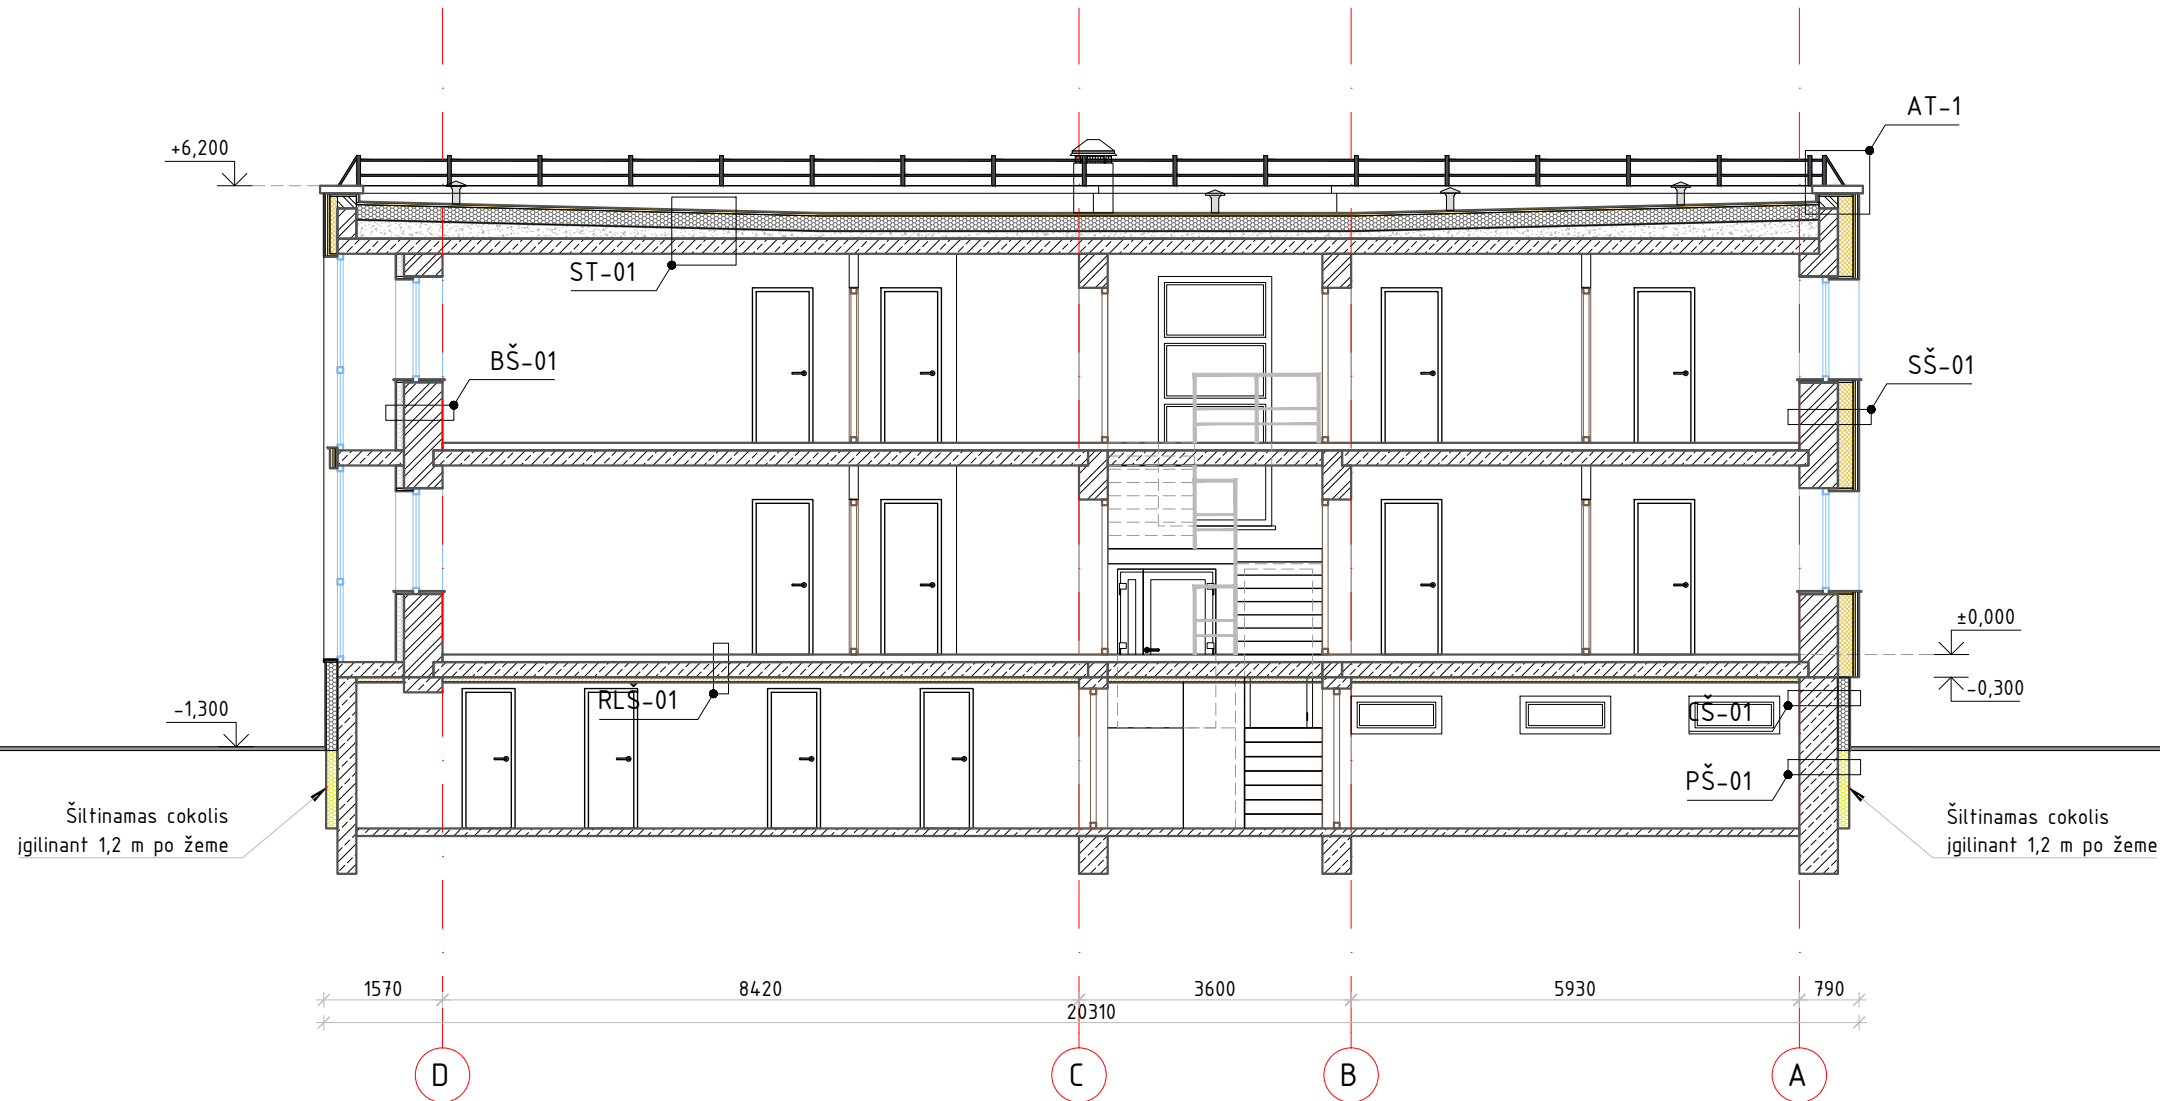 AT-1
+6,200
ST-01
BŠ-01
SŠ-01
±0,000
-0,300
RLŠ-01
CŠ-01
-1,300
PŠ-01
Šiltinamas cokolis
įgilinant 1,2 m po žeme
Šiltinamas cokolis
įgilinant 1,2 m po žeme
1570
8420
3600
5930
790
20310
D
C
B
A